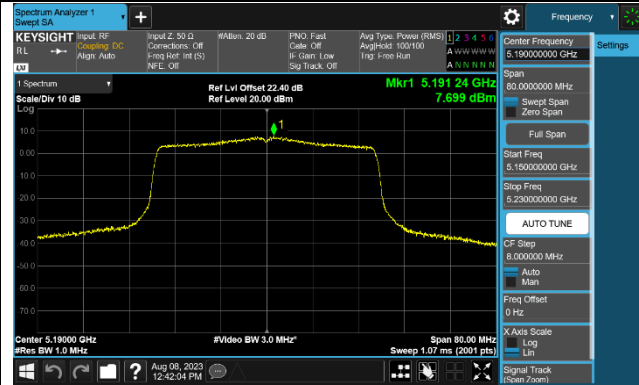 Spectrum Analyzer 1
Swept SA
Frequency
KEYSIGHT
RL
LXI
Input: RF
Coupling: DC
Align: Auto
Input Z: 50 Ω
Corrections: Off
Freq Ref: Int (S)
NFE: Off
#Atten: 20 dB
PNO: Fast
Gate: Off
IF Gain: Low
Sig Track: Off
Avg Type: Power (RMS)
Avg|Hold: 100/100
Trig: Free Run
1 2 3 4 5 6
A W W W W W
A N N N N N
1 Spectrum
Scale/Div 10 dB
Ref Lvl Offset 22.40 dB
Ref Level 20.00 dBm
Mkr1 5.191 24 GHz
7.699 dBm
Log
1
10.0
0.00
-10.0
-20.0
-30.0
-40.0
-50.0
-60.0
-70.0
Center 5.19000 GHz
#Res BW 1.0 MHz
#Video BW 3.0 MHz*
Span 80.00 MHz
Sweep 1.07 ms (2001 pts)
Center Frequency
5.190000000 GHz
Settings
Span
80.0000000 MHz
Swept Span
Zero Span
Full Span
Start Freq
5.150000000 GHz
Stop Freq
5.230000000 GHz
AUTO TUNE
CF Step
8.000000 MHz
Auto
Man
Freq Offset
0 Hz
X Axis Scale
Log
Lin
Signal Track
(Span Zoom)
Aug 08, 2023
12:42:04 PM